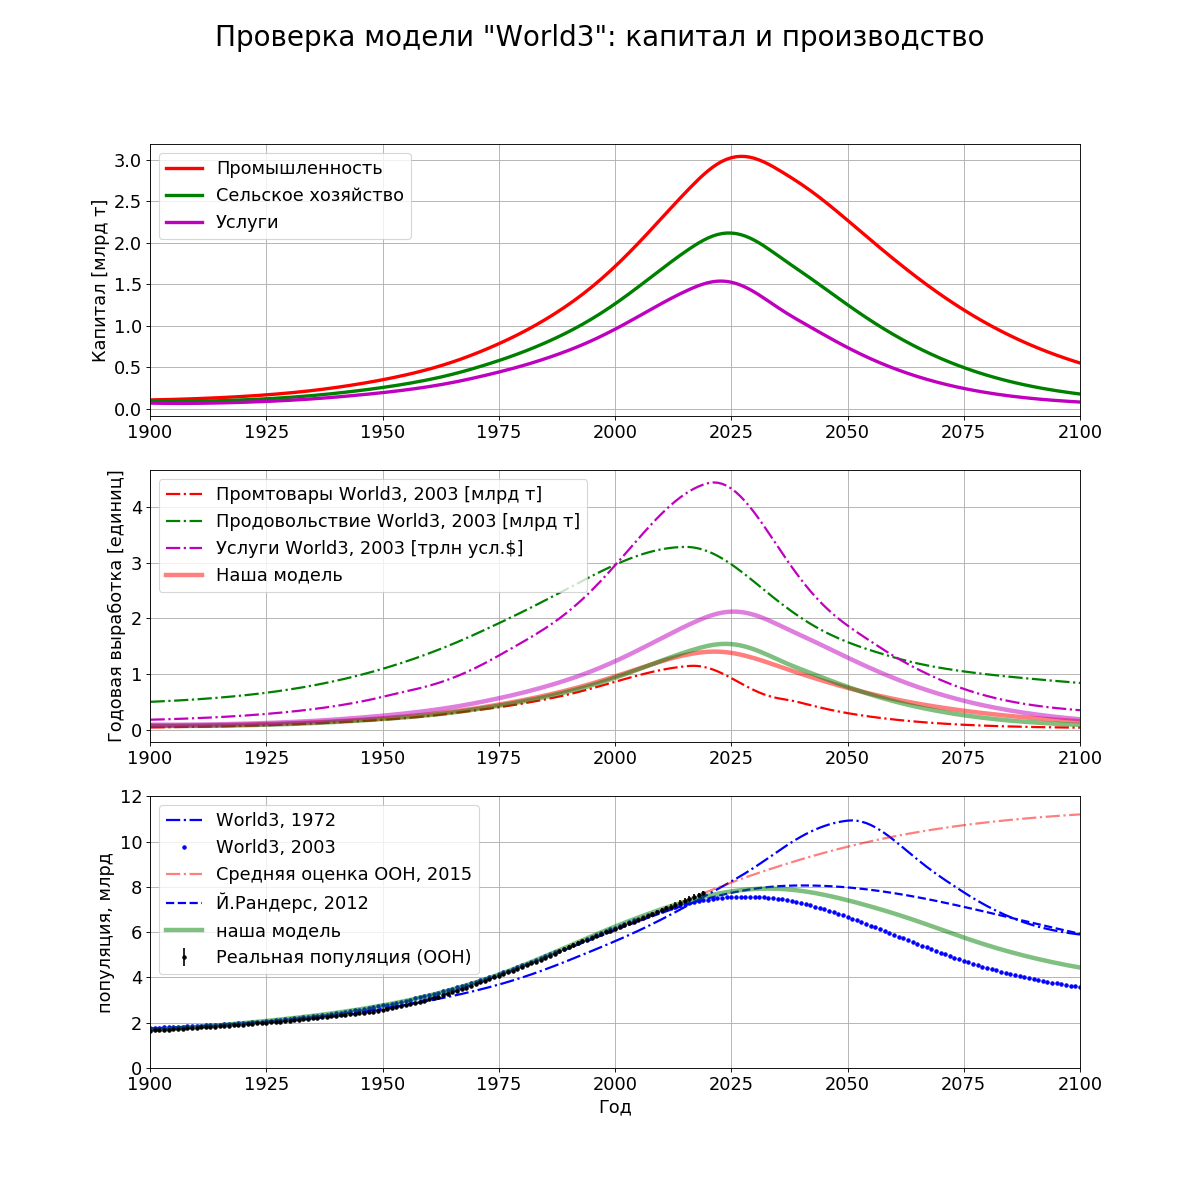 Проверка модели "World3": капитал и производство
Капитал [млрд т]
3.0
2.5
2.0
1.5
1.0
0.5
0.0
Промышленность
Сельское хозяйство
Услуги
1900 1925 1950 1975 2000 2025 2050 2075 2100
Годовая выработка [единиц]
4
3
2
1
0
Промтовары World3, 2003 [млрд т]
Продовольствие World3, 2003 [млрд т]
Услуги World3, 2003 [трлн усл.$]
Наша модель
1900 1925 1950 1975 2000 2025 2050 2075 2100
популяция, млрд
12
10
8
6
4
2
0
World3, 1972
World3, 2003
Средняя оценка ООН, 2015
Й.Рандерс, 2012
наша модель
Реальная популяция (ООН)
1900 1925 1950 1975 2000 2025 2050 2075 2100
Год